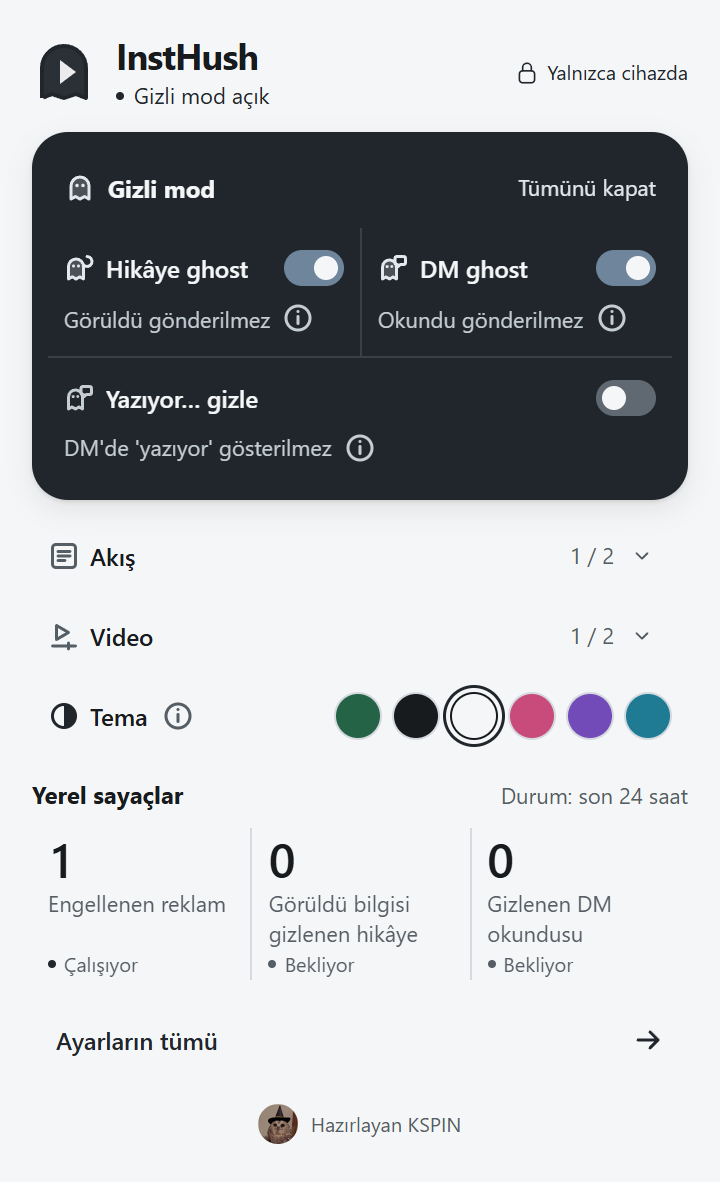 InstHush
• Gizli mod açık
Yalnızca cihazda
Gizli mod
Tümünü kapat
Hikâye ghost
DM ghost
Görüldü gönderilmez
Okundu gönderilmez
Yazıyor... gizle
DM'de 'yazıyor' gösterilmez
Akış
1 / 2
Video
1 / 2
Tema
Yerel sayaçlar
Durum: son 24 saat
1
Engellenen reklam
• Çalışıyor
0
Görüldü bilgisi
gizlenen hikâye
• Bekliyor
0
Gizlenen DM
okundusu
• Bekliyor
Ayarların tümü
Hazırlayan KSPIN